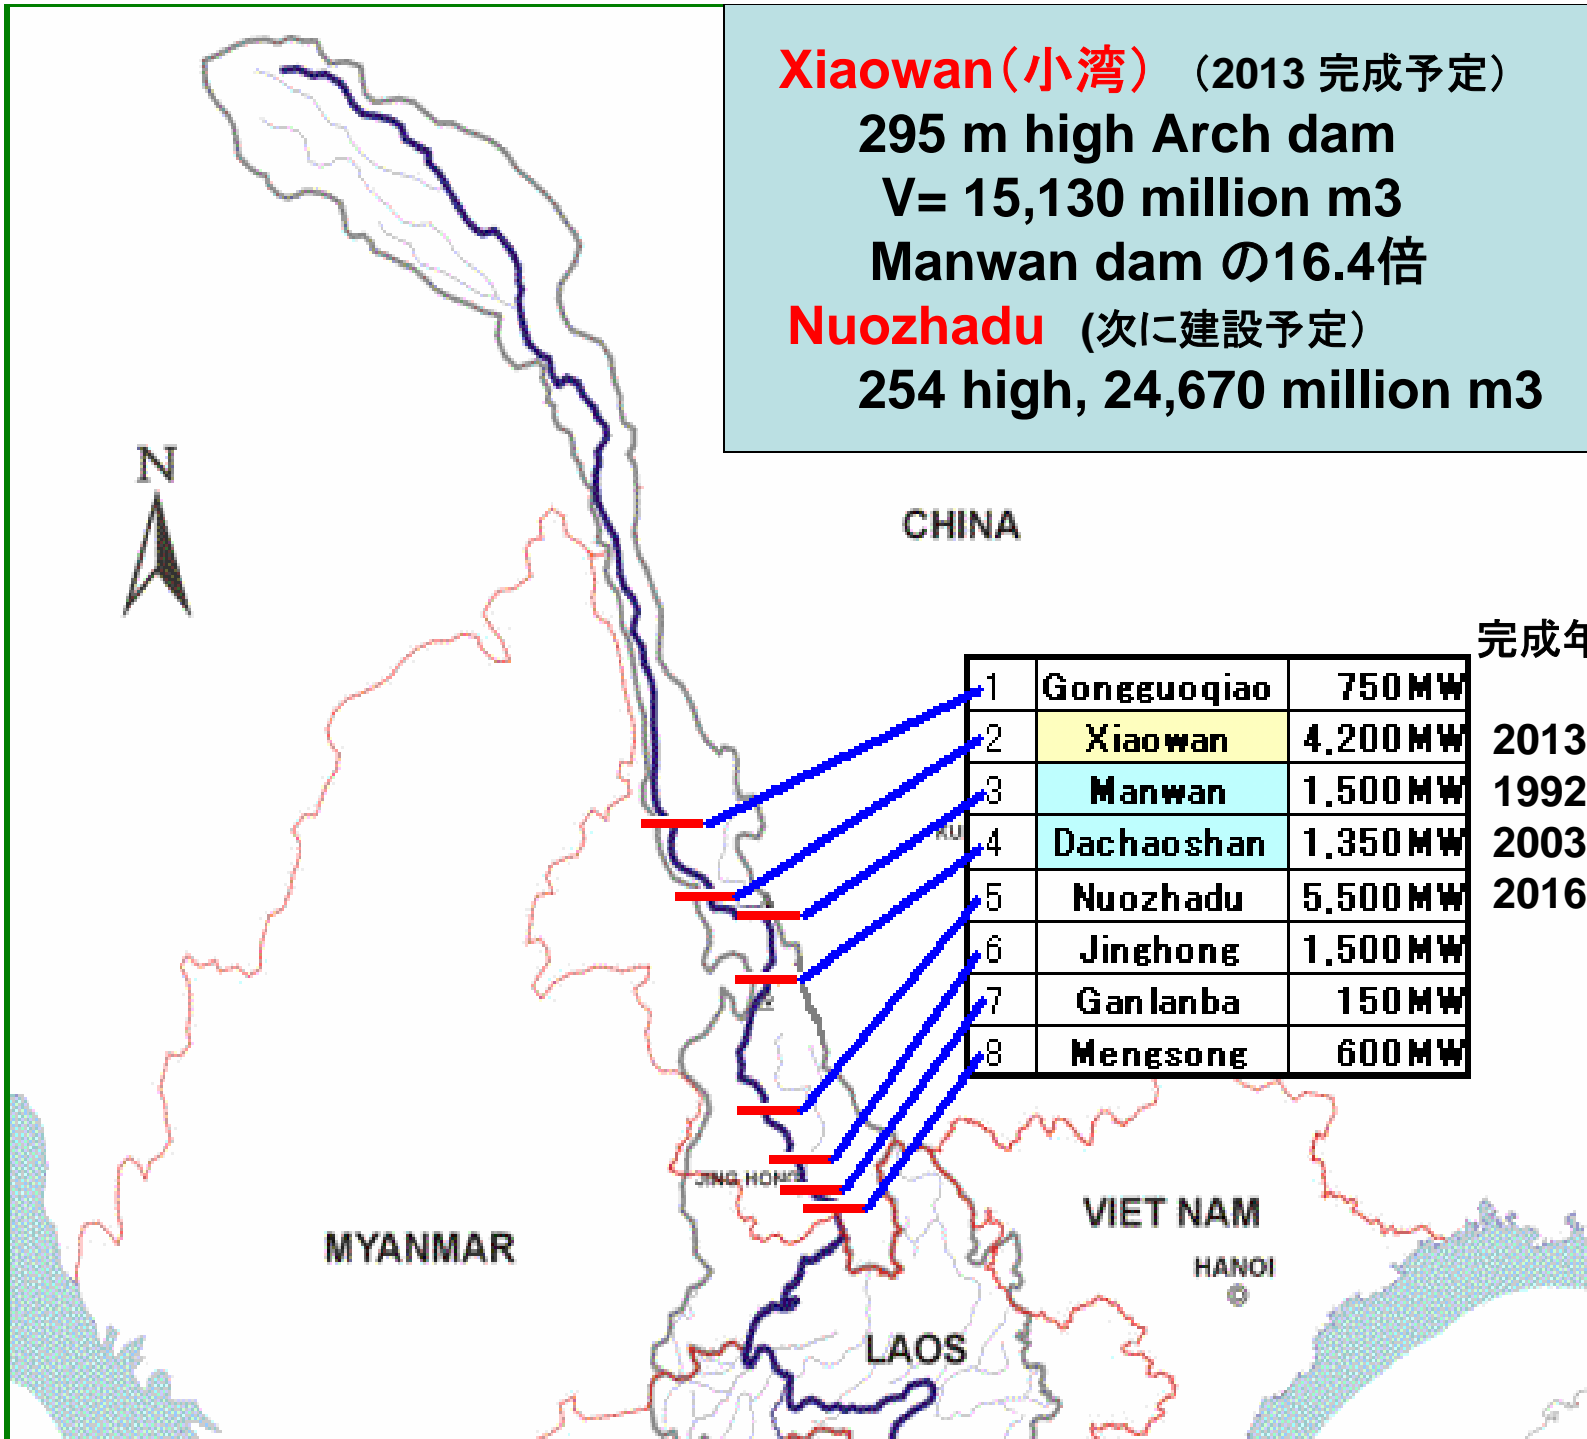 Xiaowan（小湾） （2013 完成予定）
295 m high Arch dam
V= 15,130 million m3
Manwan dam の16.4倍
Nuozhadu (次に建設予定）
254 high, 24,670 million m3
N
CHINA
完成年
1 Gongguoqiao 750MW
2 Xiaowan 4,200MW 2013
3 Manwan 1,500MW 1992
4 Dachaoshan 1,350MW 2003
5 Nuozhadu 5,500MW 2016
6 Jinghong 1,500MW
7 Ganlanba 150MW
8 Mengsong 600MW
JING HONG
MYANMAR
VIET NAM
HANOI
LAOS